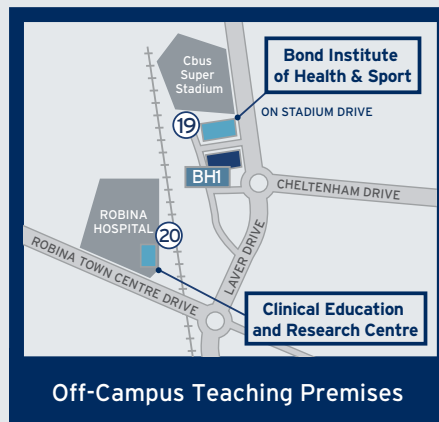 Cbus
Super
Stadium
Bond Institute
of Health & Sport
ON STADIUM DRIVE
19
BH1
CHELTENHAM DRIVE
ROBINA
HOSPITAL
20
LAVER DRIVE
ROBINA TOWN CENTRE DRIVE
Clinical Education
and Research Centre
Off-Campus Teaching Premises